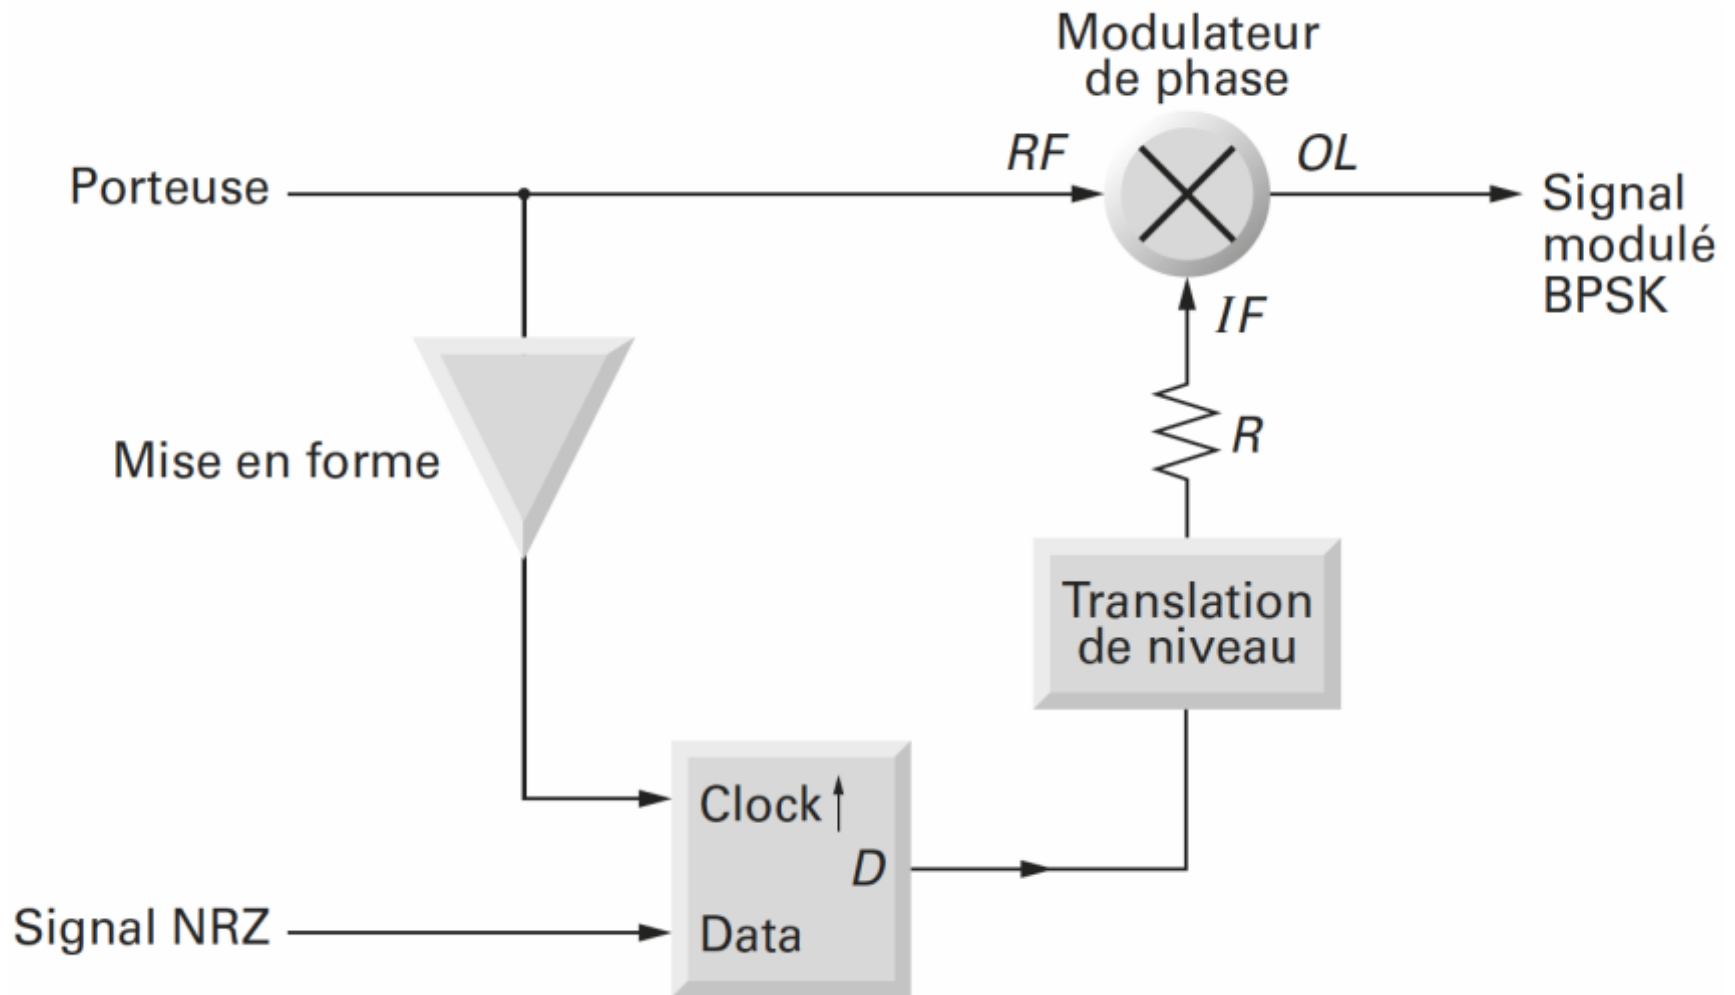 Modulateur
de phase
RF
OL
Porteuse
Signal
modulé
BPSK
IF
R
Mise en forme
Translation
de niveau
Clock↑
D
Signal NRZ
Data